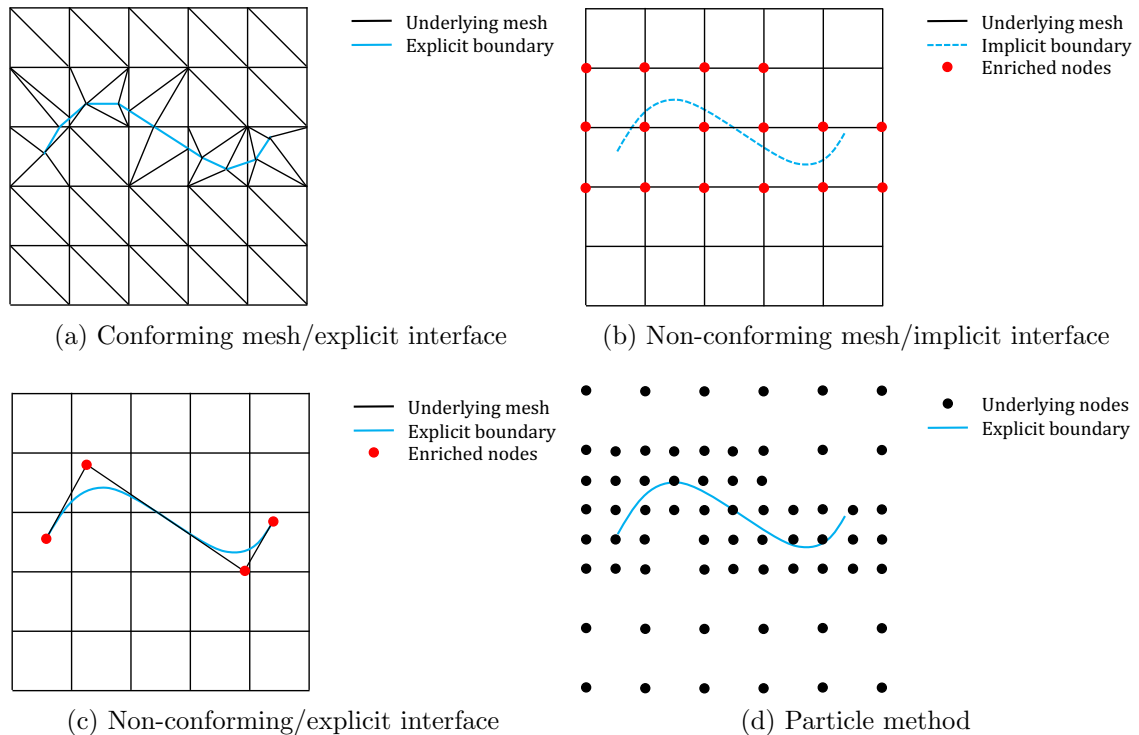 Underlying mesh
Explicit boundary
(a) Conforming mesh/explicit interface
Underlying mesh
Implicit boundary
Enriched nodes
(b) Non-conforming mesh/implicit interface
Underlying mesh
Explicit boundary
Enriched nodes
(c) Non-conforming/explicit interface
Underlying nodes
Explicit boundary
(d) Particle method